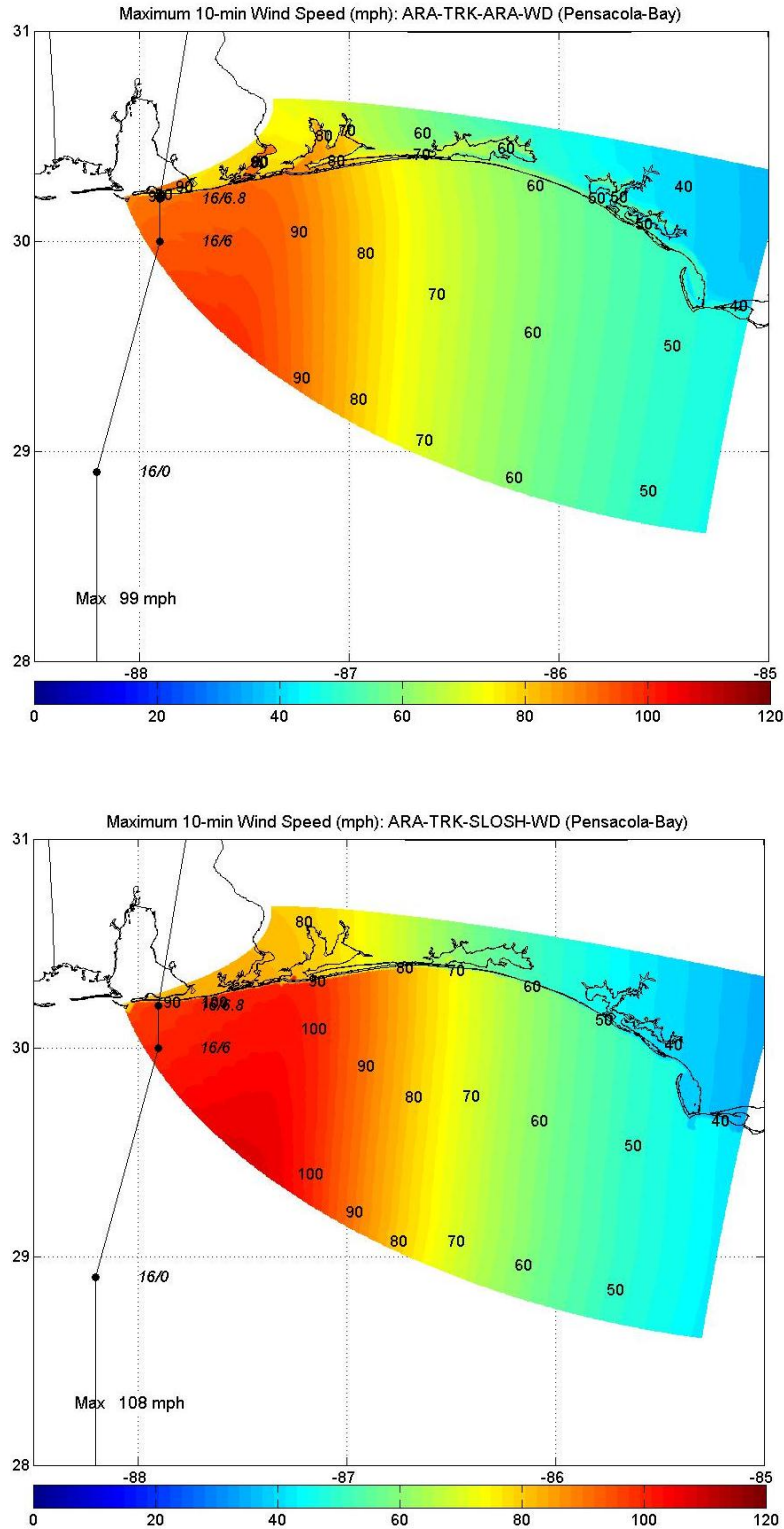 Maximum 10-min Wind Speed (mph): ARA-TRK-ARA-WD (Pensacola-Bay)
31
80 70 60
80 70 60
90 60 40
16/6.8 60 50
90 50
30 16/6 80
70 40
60 50
90
80
70
60 50
29 16/0
Max 99 mph
28
-88 -87 -86 -85
0 20 40 60 80 100 120
Maximum 10-min Wind Speed (mph): ARA-TRK-SLOSH-WD (Pensacola-Bay)
31
80
90 80 70 60
90 100 16/6.8 50
100 40
30 16/6 90
80 70 60 50 40
100
90
80 70 60 50
29 16/0
Max 108 mph
28
-88 -87 -86 -85
0 20 40 60 80 100 120